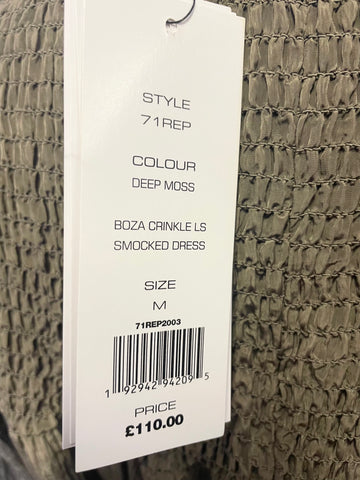 STYLE
71REP
COLOUR
DEEP MOSS
BOZA CRINKLE LS
SMOCKED DRESS
SIZE
M
71REP2003
1 92942 94209 5
PRICE
£110.00